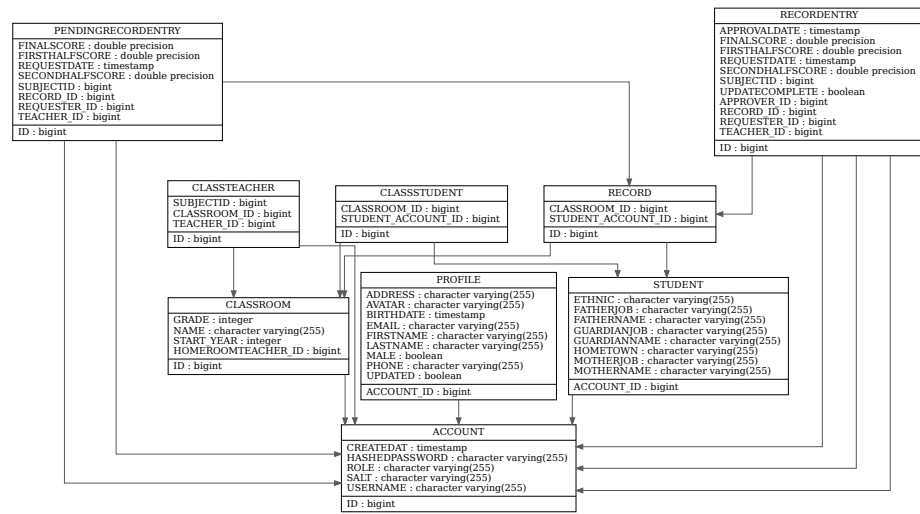 PENDINGRECORDENTRY
FINALSCORE : double precision
FIRSTHALFSCORE : double precision
REQUESTDATE : timestamp
SECONDHALFSCORE : double precision
SUBJECTID : bigint
RECORD_ID : bigint
REQUESTER_ID : bigint
TEACHER_ID : bigint
ID : bigint
RECORDENTRY
APPROVALDATE : timestamp
FINALSCORE : double precision
FIRSTHALFSCORE : double precision
REQUESTDATE : timestamp
SECONDHALFSCORE : double precision
SUBJECTID : bigint
UPDATECOMPLETE : boolean
APPROVER_ID : bigint
RECORD_ID : bigint
REQUESTER_ID : bigint
TEACHER_ID : bigint
ID : bigint
CLASSTEACHER
SUBJECTID : bigint
CLASSROOM_ID : bigint
TEACHER_ID : bigint
ID : bigint
CLASSSTUDENT
CLASSROOM_ID : bigint
STUDENT_ACCOUNT_ID : bigint
ID : bigint
RECORD
CLASSROOM_ID : bigint
STUDENT_ACCOUNT_ID : bigint
ID : bigint
CLASSROOM
GRADE : integer
NAME : character varying(255)
START_YEAR : integer
HOMEROOMTEACHER_ID : bigint
ID : bigint
PROFILE
ADDRESS : character varying(255)
AVATAR : character varying(255)
BIRTHDATE : timestamp
EMAIL : character varying(255)
FIRSTNAME : character varying(255)
LASTNAME : character varying(255)
MALE : boolean
PHONE : character varying(255)
UPDATED : boolean
ACCOUNT_ID : bigint
STUDENT
ETHNIC : character varying(255)
FATHERJOB : character varying(255)
FATHERNAME : character varying(255)
GUARDIANJOB : character varying(255)
GUARDIANNAME : character varying(255)
HOMETOWN : character varying(255)
MOTHERJOB : character varying(255)
MOTHERNAME : character varying(255)
ACCOUNT_ID : bigint
ACCOUNT
CREATEDAT : timestamp
HASHEDPASSWORD : character varying(255)
ROLE : character varying(255)
SALT : character varying(255)
USERNAME : character varying(255)
ID : bigint